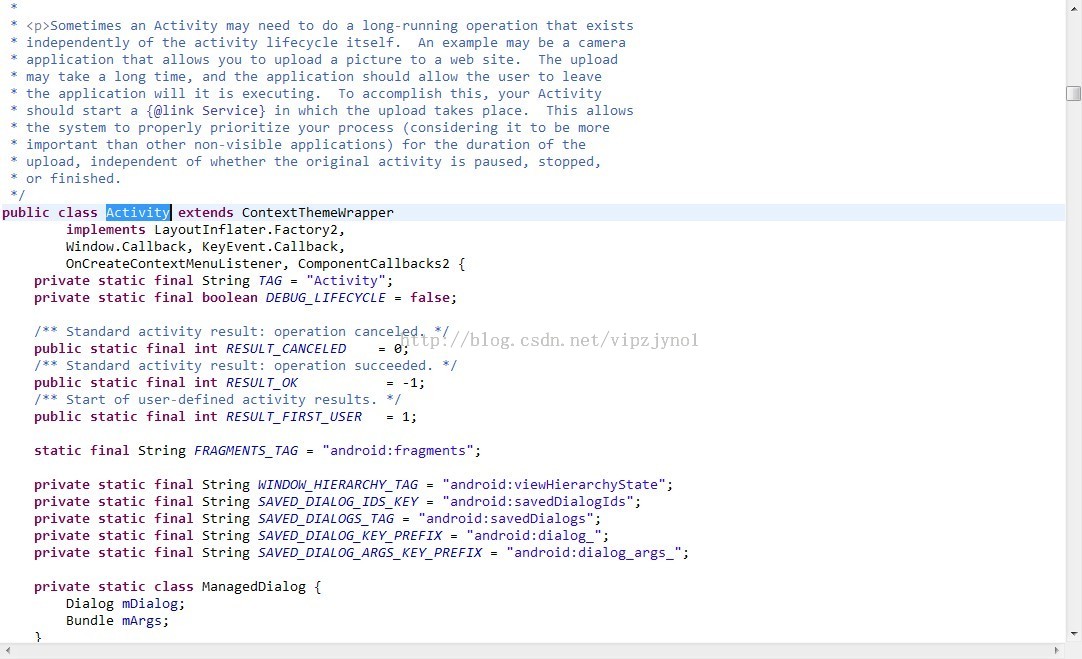 *
 * <p>Sometimes an Activity may need to do a long-running operation that exists
 * independently of the activity lifecycle itself.  An example may be a camera
 * application that allows you to upload a picture to a web site.  The upload
 * may take a long time, and the application should allow the user to leave
 * the application will it is executing.  To accomplish this, your Activity
 * should start a {@link Service} in which the upload takes place.  This allows
 * the system to properly prioritize your process (considering it to be more
 * important than other non-visible applications) for the duration of the
 * upload, independent of whether the original activity is paused, stopped,
 * or finished.
 */
public class Activity extends ContextThemeWrapper
        implements LayoutInflater.Factory2,
        Window.Callback, KeyEvent.Callback,
        OnCreateContextMenuListener, ComponentCallbacks2 {
    private static final String TAG = "Activity";
    private static final boolean DEBUG_LIFECYCLE = false;

    /** Standard activity result: operation canceled. */
http://blog.csdn.net/vipzjyno1
    public static final int RESULT_CANCELED    = 0;
    /** Standard activity result: operation succeeded. */
    public static final int RESULT_OK           = -1;
    /** Start of user-defined activity results. */
    public static final int RESULT_FIRST_USER   = 1;

    static final String FRAGMENTS_TAG = "android:fragments";

    private static final String WINDOW_HIERARCHY_TAG = "android:viewHierarchyState";
    private static final String SAVED_DIALOG_IDS_KEY = "android:savedDialogIds";
    private static final String SAVED_DIALOGS_TAG = "android:savedDialogs";
    private static final String SAVED_DIALOG_KEY_PREFIX = "android:dialog_";
    private static final String SAVED_DIALOG_ARGS_KEY_PREFIX = "android:dialog_args_";

    private static class ManagedDialog {
        Dialog mDialog;
        Bundle mArgs;
    }